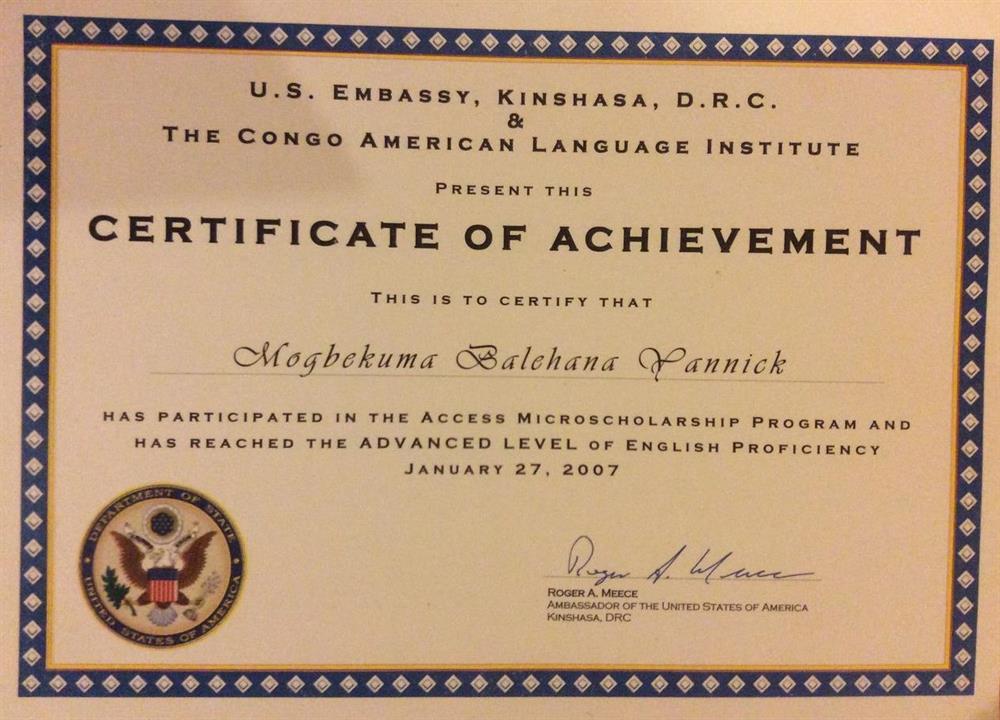 U.S. EMBASSY, KINSHASA, D.R.C.
&
THE CONGO AMERICAN LANGUAGE INSTITUTE
PRESENT THIS
CERTIFICATE OF ACHIEVEMENT
THIS IS TO CERTIFY THAT
Mogbekuma Balehana Yannick
HAS PARTICIPATED IN THE ACCESS MICROSCHOLARSHIP PROGRAM AND
HAS REACHED THE ADVANCED LEVEL OF ENGLISH PROFICIENCY
JANUARY 27, 2007
DEPARTMENT OF STATE
UNITED STATES OF AMERICA
Roger A. Meece
ROGER A. MEECE
AMBASSADOR OF THE UNITED STATES OF AMERICA
KINSHASA, DRC